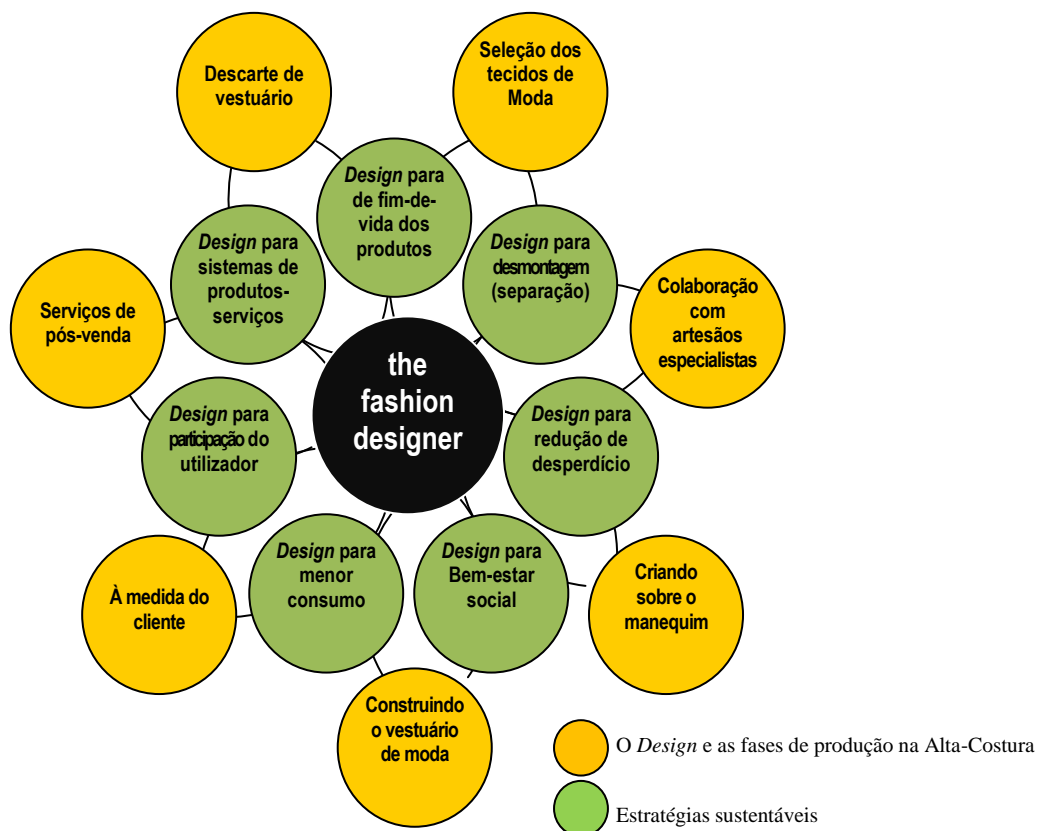 Descarte de
vestuário
Seleção dos
tecidos de
Moda
Design para
de fim-de-
vida dos
produtos
Design para
sistemas de
produtos-
serviços
Design para
desmontagem
(separação)
Serviços de
pós-venda
Colaboração
com
artesãos
especialistas
the
fashion
designer
Design para
participação do
utilizador
Design para
redução de
desperdício
Design para
menor
consumo
Design para
Bem-estar
social
À medida do
cliente
Criando
sobre o
manequim
Construindo
o vestuário
de moda
O Design e as fases de produção na Alta-Costura
Estratégias sustentáveis